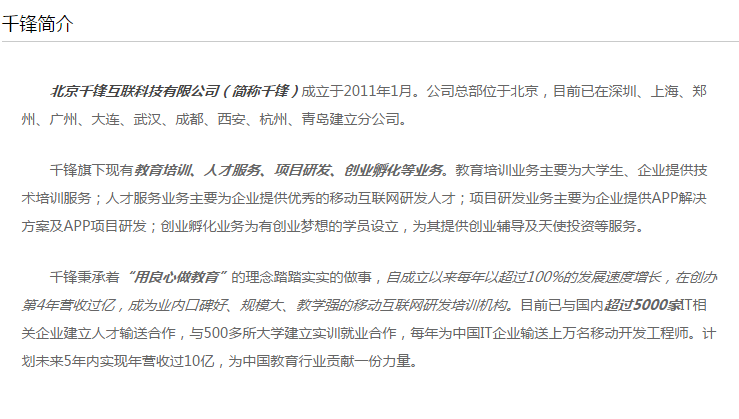 千锋简介
北京千锋互联科技有限公司（简称千锋）成立于2011年1月。公司总部位于北京，目前已在深圳、上海、郑
州、广州、大连、武汉、成都、西安、杭州、青岛建立分公司。
千锋旗下现有教育培训、人才服务、项目研发、创业孵化等业务。教育培训业务主要为大学生、企业提供技
术培训服务；人才服务业务主要为企业提供优秀的移动互联网研发人才；项目研发业务主要为企业提供APP解决
方案及APP项目研发；创业孵化业务为有创业梦想的学员设立，为其提供创业辅导及天使投资等服务。
千锋秉承着“用良心做教育”的理念踏踏实实的做事，自成立以来每年以超过100%的发展速度增长，在创办
第4年营收过亿，成为业内口碑好、规模大、教学强的移动互联网研发培训机构。目前已与国内超过5000家IT相
关企业建立人才输送合作，与500多所大学建立实训就业合作，每年为中国IT企业输送上万名移动开发工程师。计
划未来5年内实现年营收过10亿，为中国教育行业贡献一份力量。